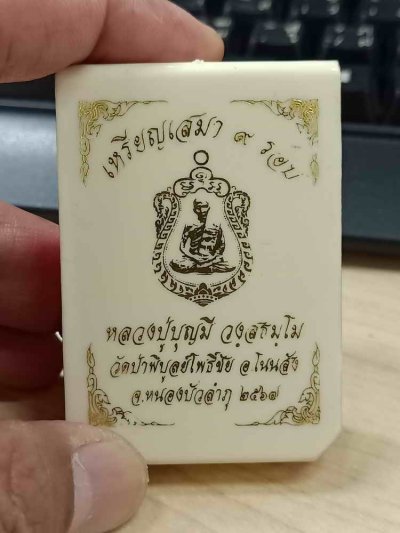 เหรียญเสมา ๙ รอบ
หลวงปู่บุญมี วงฺสธมฺโม
วัดป่าพิบูลย์โพธิ์ชัย อ.โนนสัง
จ.หนองบัวลำภู ๒๕๖๗